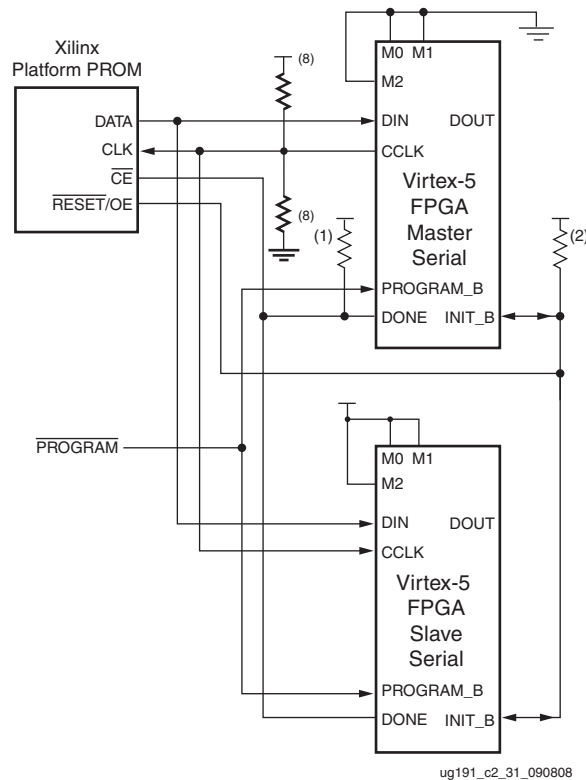 Xilinx
Platform PROM
DATA
CLK
CE
RESET/OE
(8)
(8)
(1)
(2)
M0 M1
M2
DIN DOUT
CCLK
Virtex-5
FPGA
Master
Serial
PROGRAM_B
DONE INIT_B
PROGRAM
M0 M1
M2
DIN DOUT
CCLK
Virtex-5
FPGA
Slave
Serial
PROGRAM_B
DONE INIT_B
ug191_c2_31_090808